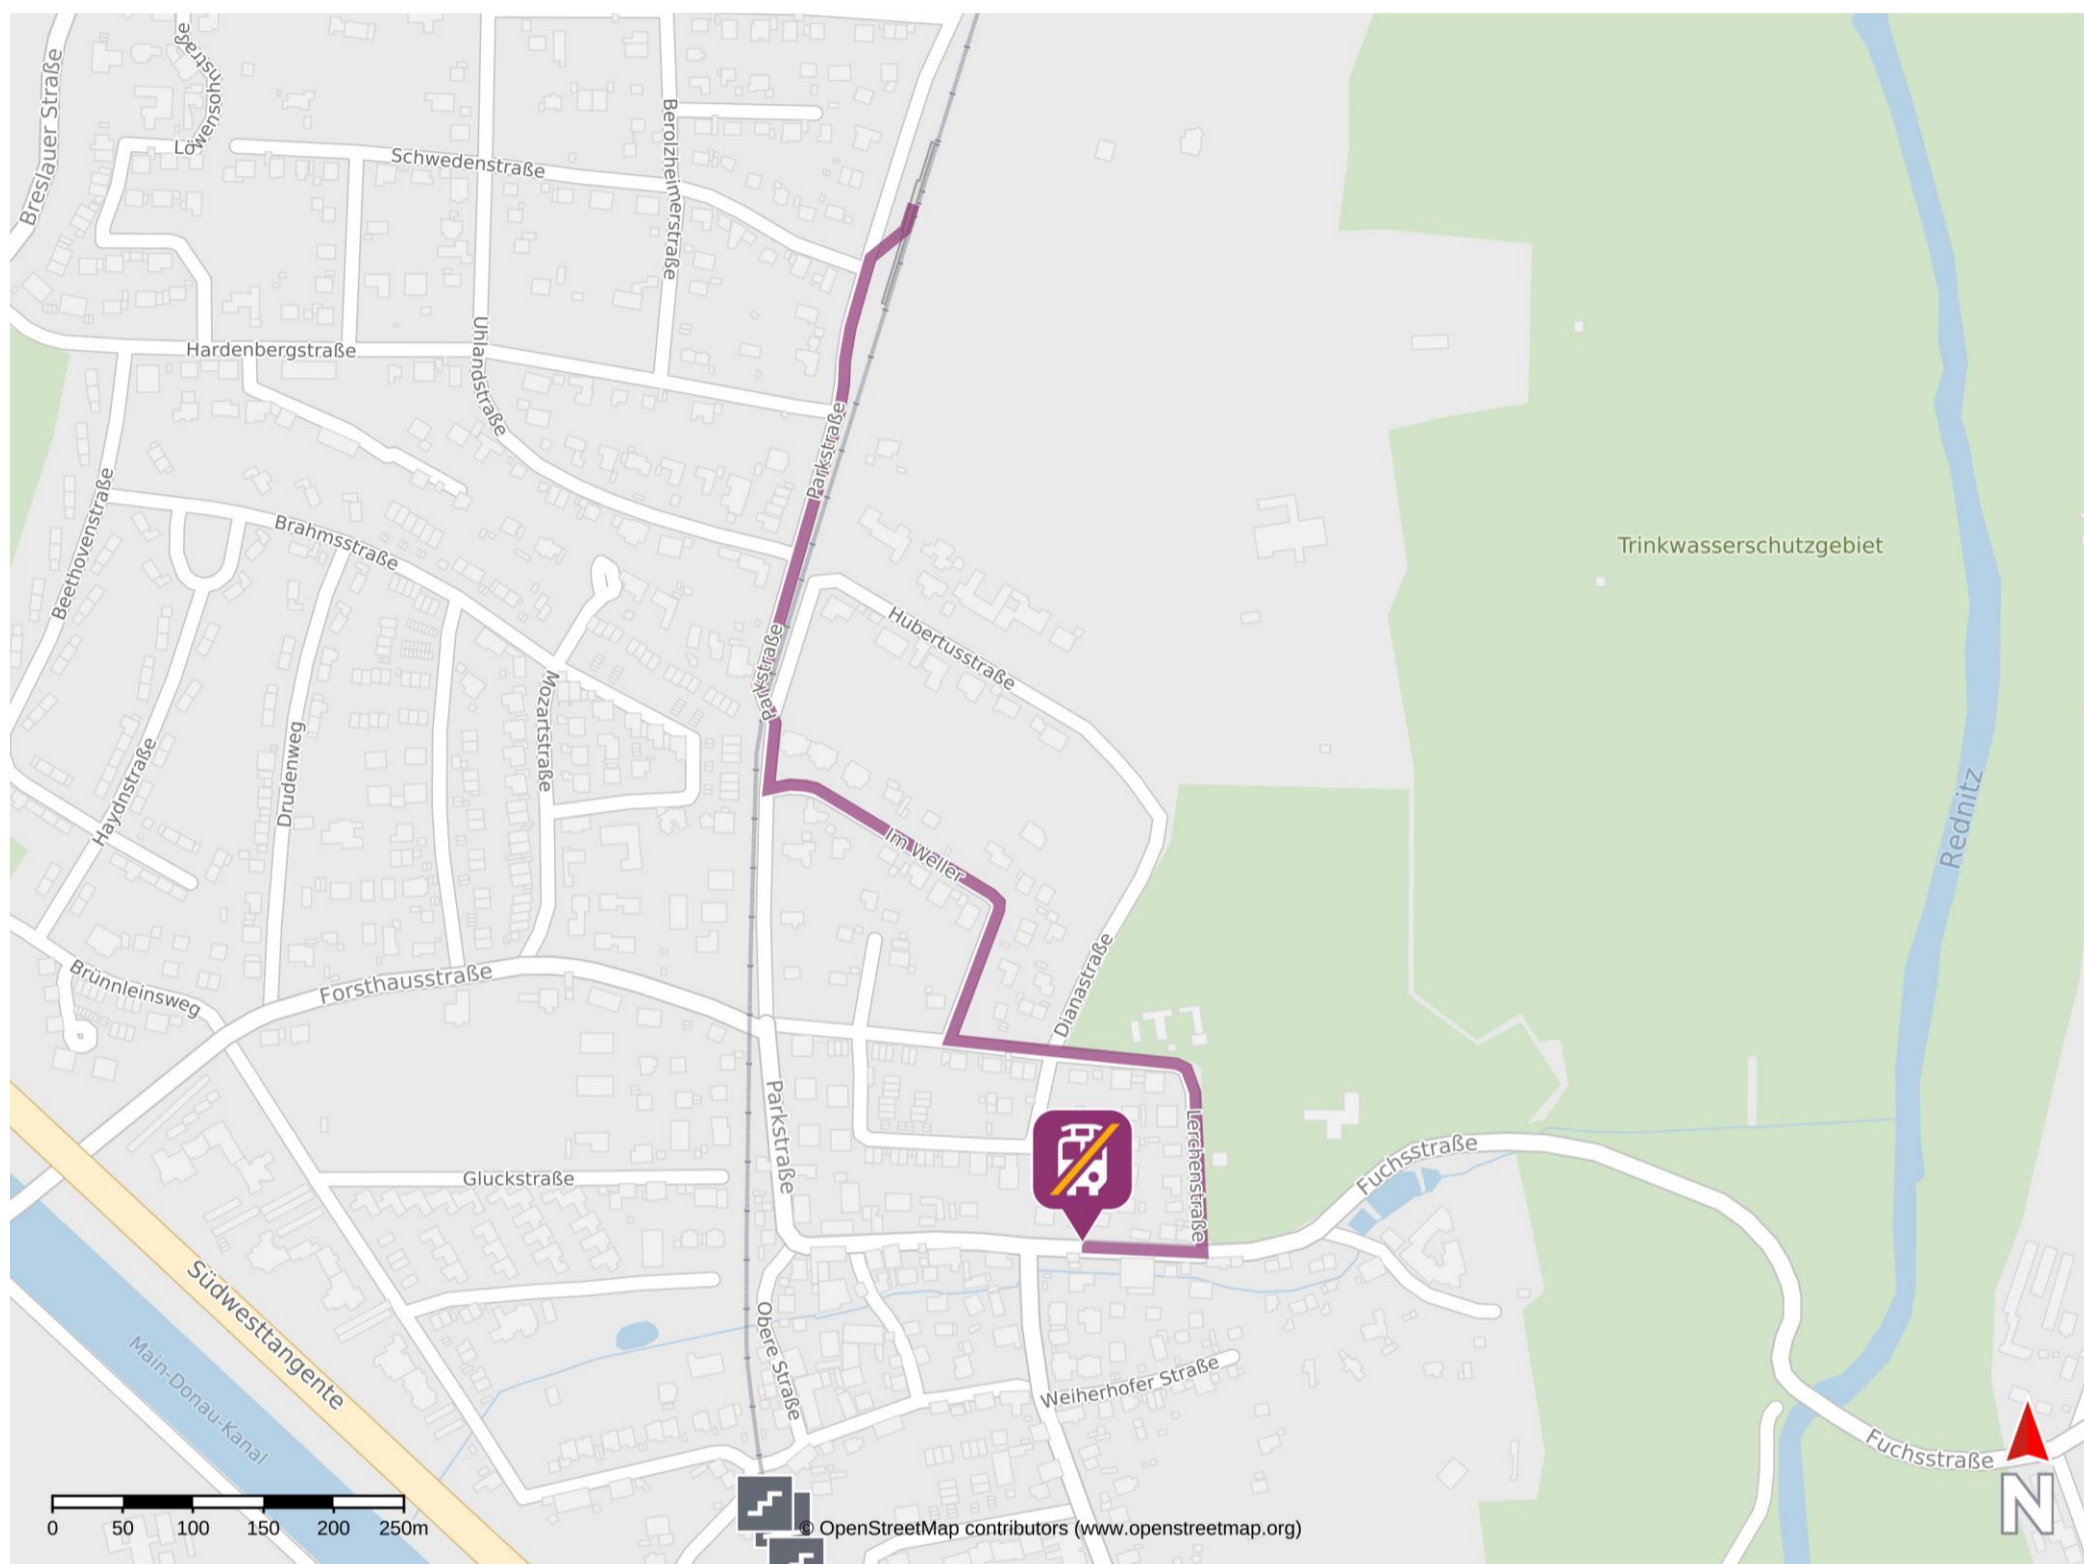 Breslauer Straße
Löwensohnstraße
Schwedenstraße
Berolzheimerstraße
Hardenbergstraße
Uhlandstraße
Parkstraße
Beethovenstraße
Brahmsstraße
Trinkwasserschutzgebiet
Hubertusstraße
Parkstraße
Mozartstraße
Drudenweg
Haydnstraße
Im Weller
Rednitz
Dianastraße
Forsthausstraße
Brünnleinsweg
Parkstraße
Lerchenstraße
Fuchsstraße
Gluckstraße
Südwesttangente
Obere Straße
Main-Donau-Kanal
Weiherhofer Straße
Fuchsstraße
N
0 50 100 150 200 250m
© OpenStreetMap contributors (www.openstreetmap.org)